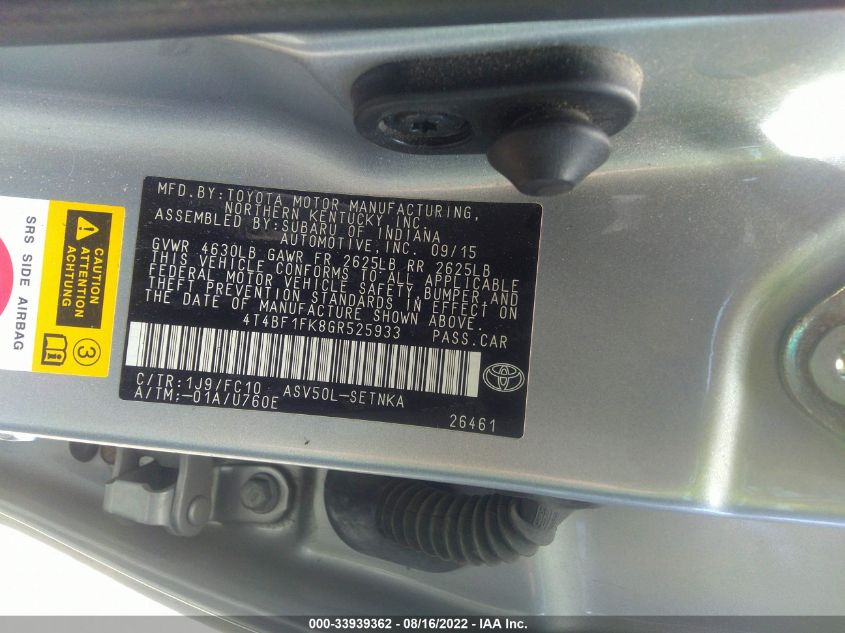 MFD. BY: TOYOTA MOTOR MANUFACTURING,
NORTHERN KENTUCKY, INC.
ASSEMBLED BY: SUBARU OF INDIANA
AUTOMOTIVE, INC. 09/15
GVWR 4630LB GAWR FR 2625LB RR 2625LB
THIS VEHICLE CONFORMS TO ALL APPLICABLE
FEDERAL MOTOR VEHICLE SAFETY, BUMPER, AND
THEFT PREVENTION STANDARDS IN EFFECT ON
THE DATE OF MANUFACTURE SHOWN ABOVE.
4T4BF1FK8GR525933 PASS.CAR
C/TR: 1J9/FC10 ASV50L-SETNKA
A/TM: -01A/U760E
26461
CAUTION
ATTENTION
ACHTUNG
3
SRS SIDE AIRBAG
000-33939362 - 08/16/2022 - IAA Inc.